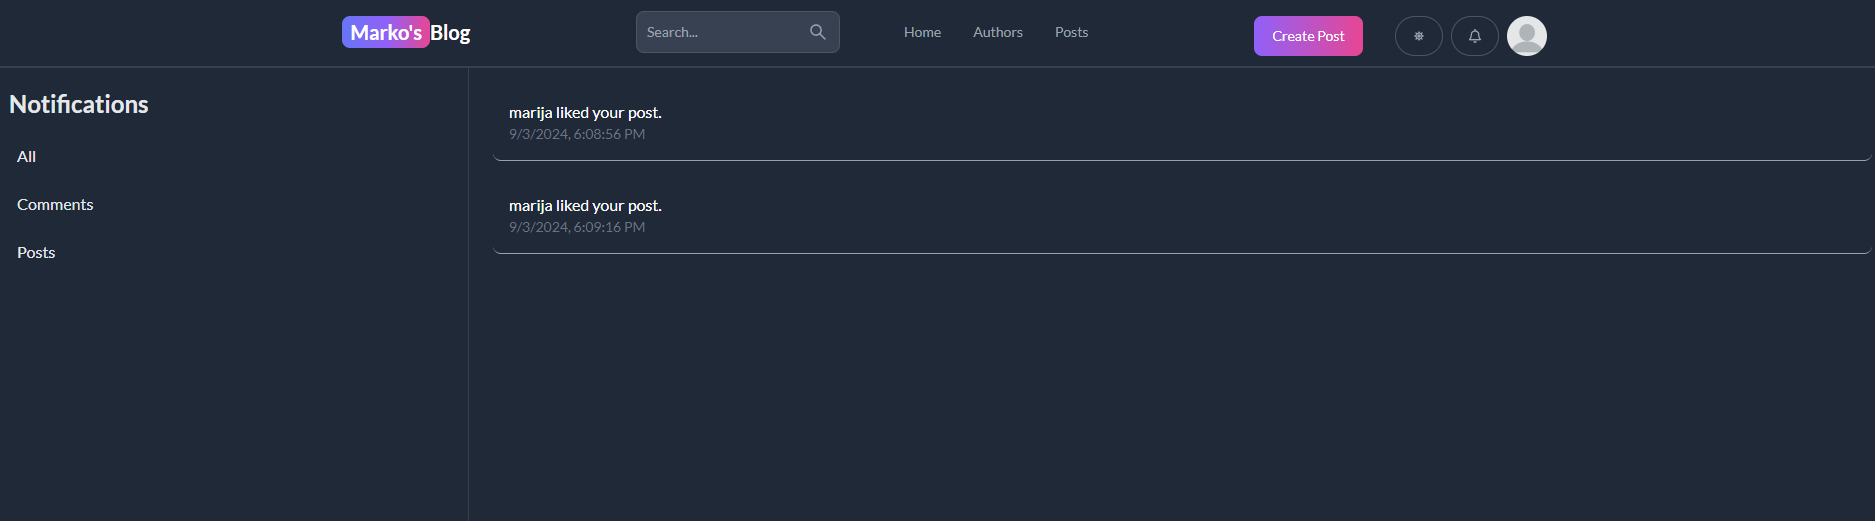 Marko's Blog
Search...
Home
Authors
Posts
Create Post
Notifications
All
Comments
Posts
marija liked your post.
9/3/2024, 6:08:56 PM
marija liked your post.
9/3/2024, 6:09:16 PM